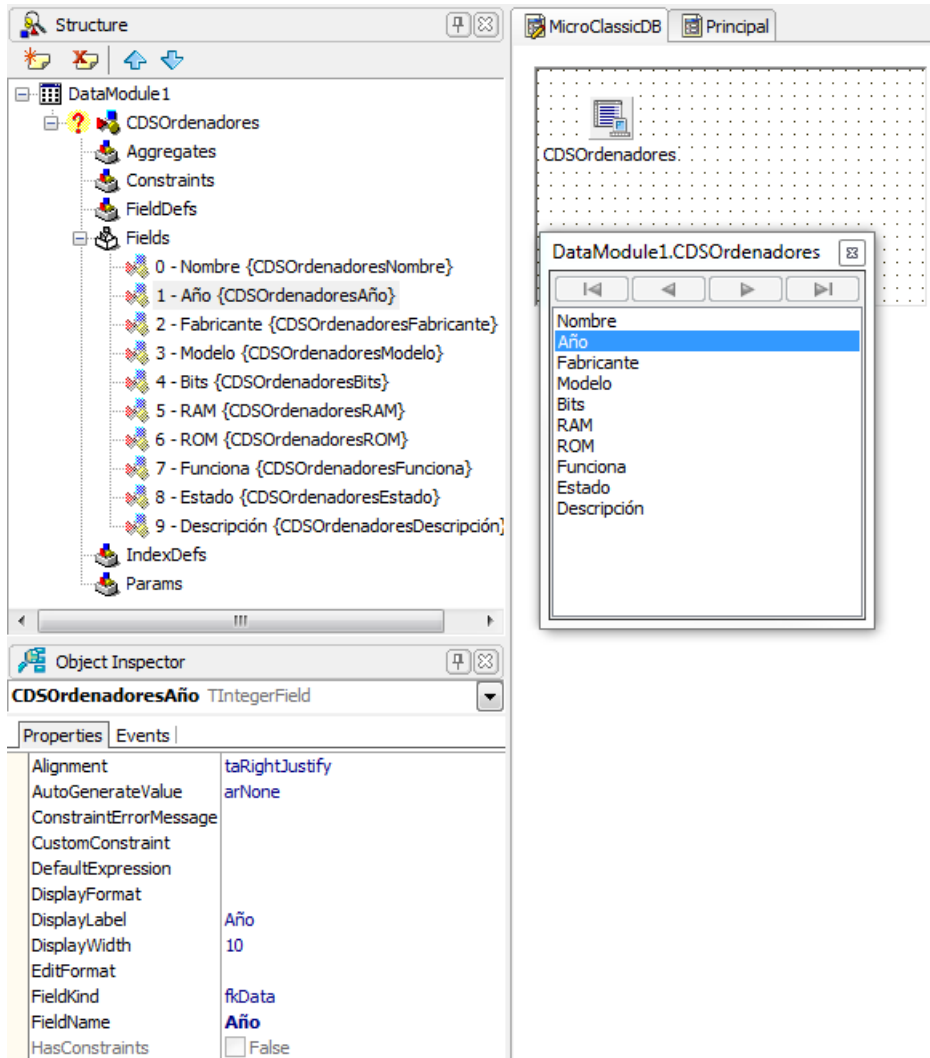 Structure
DataModule1
CDSOrdenadores
Aggregates
Constraints
FieldDefs
Fields
0 - Nombre {CDSOrdenadoresNombre}
1 - Año {CDSOrdenadoresAño}
2 - Fabricante {CDSOrdenadoresFabricante}
3 - Modelo {CDSOrdenadoresModelo}
4 - Bits {CDSOrdenadoresBits}
5 - RAM {CDSOrdenadoresRAM}
6 - ROM {CDSOrdenadoresROM}
7 - Funciona {CDSOrdenadoresFunciona}
8 - Estado {CDSOrdenadoresEstado}
9 - Descripción {CDSOrdenadoresDescripción}
IndexDefs
Params
Object Inspector
CDSOrdenadoresAño TIntegerField
Properties Events
Alignment taRightJustify
AutoGenerateValue arNone
ConstraintErrorMessage
CustomConstraint
DefaultExpression
DisplayFormat
DisplayLabel Año
DisplayWidth 10
EditFormat
FieldKind fkData
FieldName Año
HasConstraints False
MicroClassicDB Principal
CDSOrdenadores
DataModule1.CDSOrdenadores
Nombre
Año
Fabricante
Modelo
Bits
RAM
ROM
Funciona
Estado
Descripción